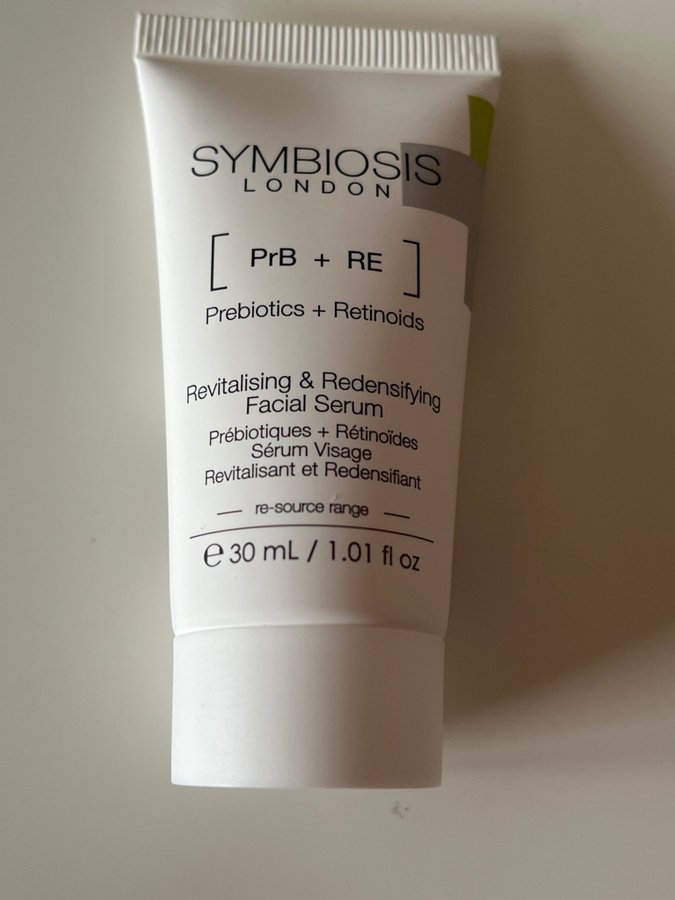 SYMBIOSIS
LONDON
[ PrB + RE ]
Prebiotics + Retinoids
Revitalising & Redensifying
Facial Serum
Prébiotiques + Rétinoïdes
Sérum Visage
Revitalisant et Redensifiant
— re-source range —
℮ 30 mL / 1.01 fl oz